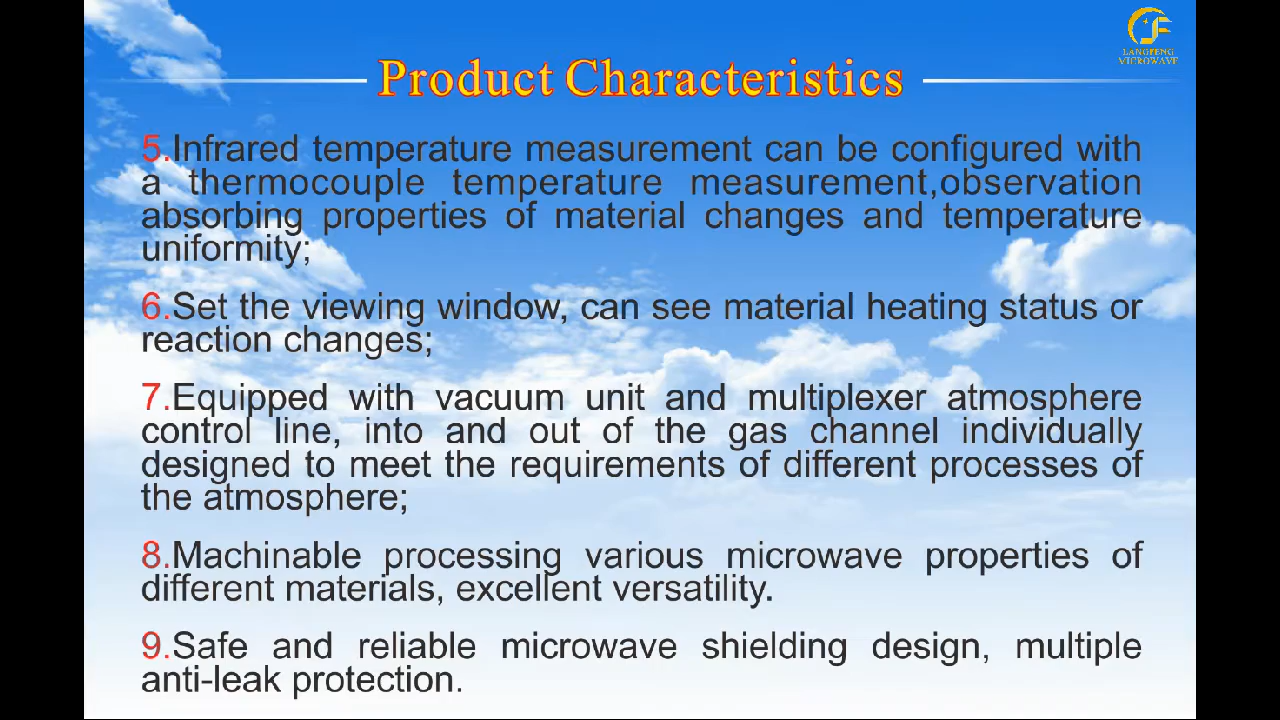 LANGFENG
MICROWAVE
Product Characteristics
5.Infrared temperature measurement can be configured with
a thermocouple temperature measurement,observation
absorbing properties of material changes and temperature
uniformity;
6.Set the viewing window, can see material heating status or
reaction changes;
7.Equipped with vacuum unit and multiplexer atmosphere
control line, into and out of the gas channel individually
designed to meet the requirements of different processes of
the atmosphere;
8.Machinable processing various microwave properties of
different materials, excellent versatility.
9.Safe and reliable microwave shielding design, multiple
anti-leak protection.